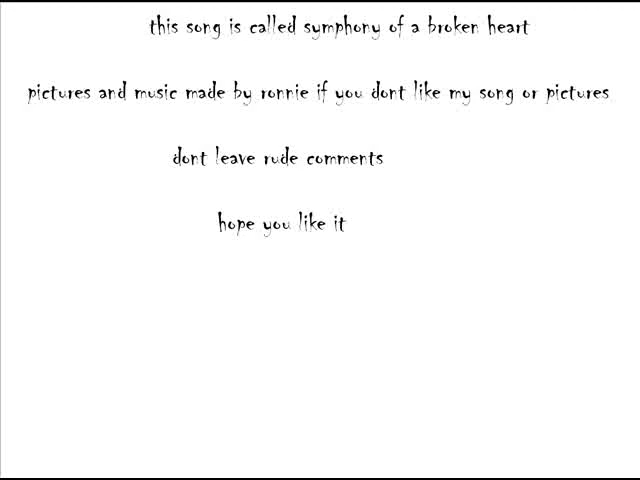 this song is called symphony of a broken heart
pictures and music made by ronnie if you dont like my song or pictures
dont leave rude comments
hope you like it